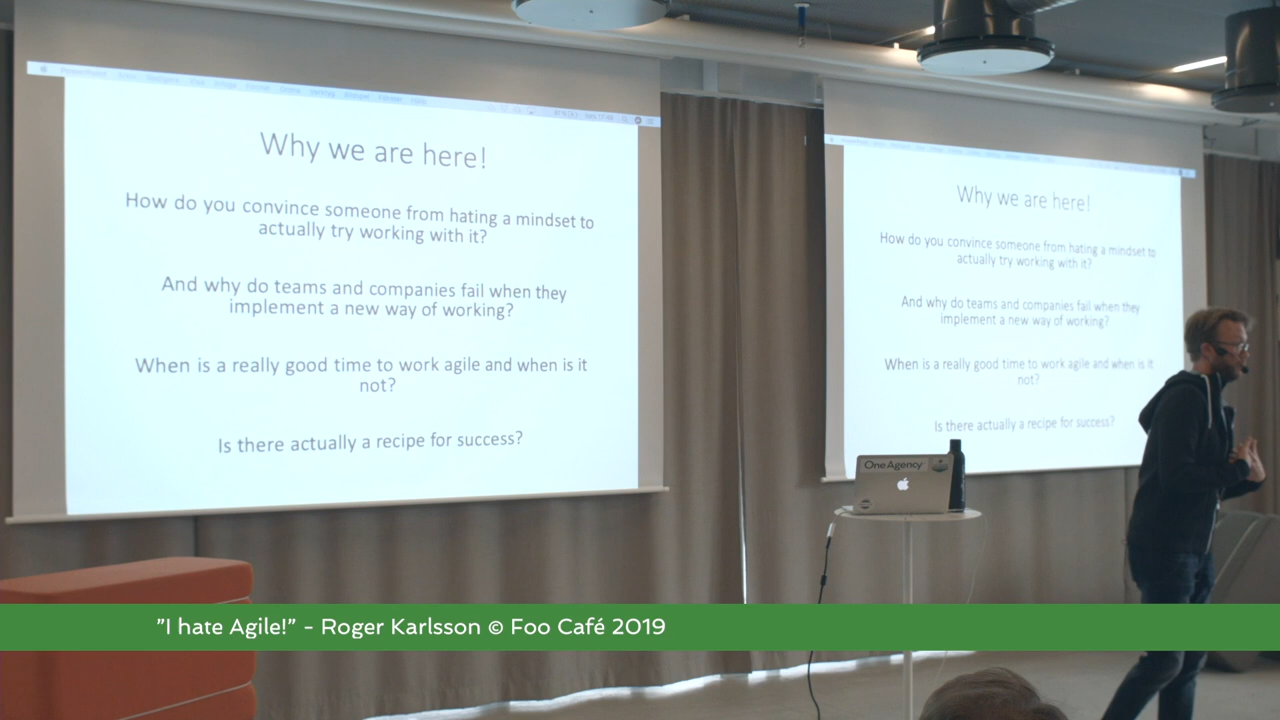 Why we are here!
How do you convince someone from hating a mindset to
actually try working with it?
And why do teams and companies fail when they
implement a new way of working?
When is a really good time to work agile and when is it
not?
Is there actually a recipe for success?
Why we are here!
How do you convince someone from hating a mindset to
actually try working with it?
And why do teams and companies fail when they
implement a new way of working?
When is a really good time to work agile and when is it
not?
Is there actually a recipe for success?
One Agency
”I hate Agile!” - Roger Karlsson © Foo Café 2019